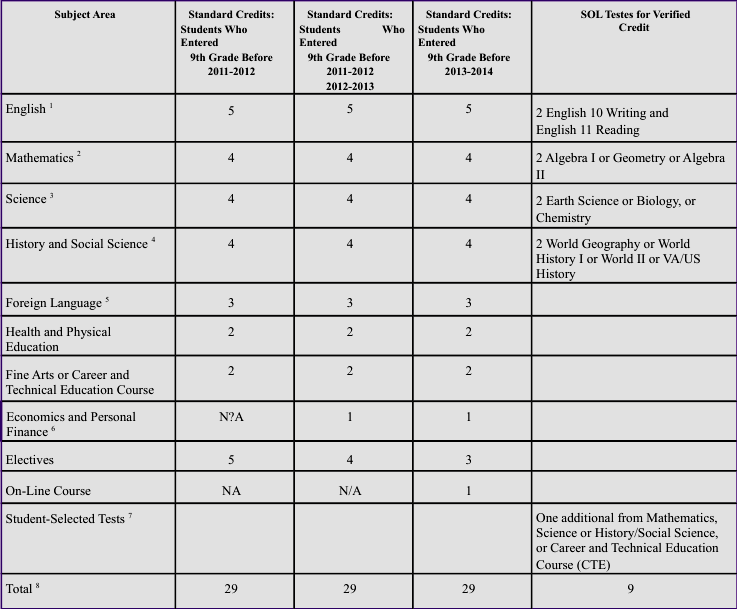 Subject Area
Standard Credits:
Students Who
Entered
9th Grade Before
2011-2012
Standard Credits:
Students Who
Entered
9th Grade Before
2011-2012
2012-2013
Standard Credits:
Students Who
Entered
9th Grade Before
2013-2014
SOL Testes for Verified
Credit
English 1
5
5
5
2 English 10 Writing and
English 11 Reading
Mathematics 2
4
4
4
2 Algebra I or Geometry or Algebra
II
Science 3
4
4
4
2 Earth Science or Biology, or
Chemistry
History and Social Science 4
4
4
4
2 World Geography or World
History I or World II or VA/US
History
Foreign Language 5
3
3
3
Health and Physical
Education
2
2
2
Fine Arts or Career and
Technical Education Course
2
2
2
Economics and Personal
Finance 6
N?A
1
1
Electives
5
4
3
On-Line Course
NA
N/A
1
Student-Selected Tests 7
One additional from Mathematics,
Science or History/Social Science,
or Career and Technical Education
Course (CTE)
Total 8
29
29
29
9